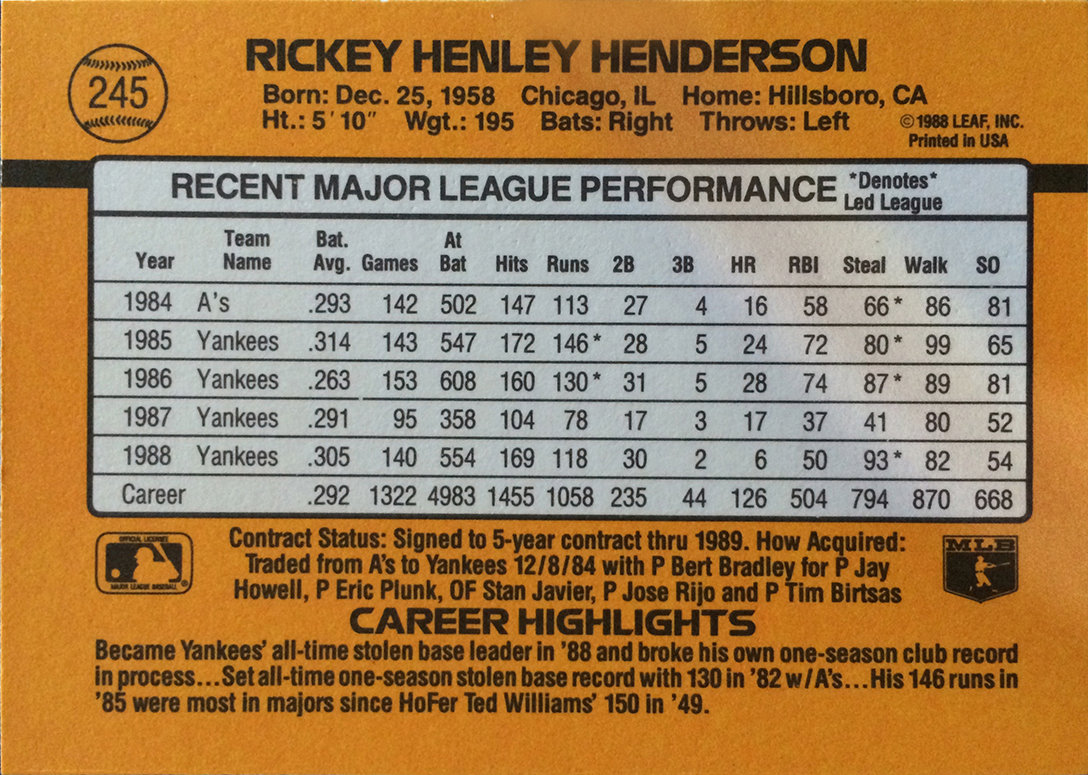 245
RICKEY HENLEY HENDERSON
Born: Dec. 25, 1958 Chicago, IL Home: Hillsboro, CA
Ht.: 5' 10" Wgt.: 195 Bats: Right Throws: Left
©1988 LEAF, INC.
Printed in USA
RECENT MAJOR LEAGUE PERFORMANCE *Denotes* Led League
Year Team Name Bat. Avg. Games At Bat Hits Runs 2B 3B HR RBI Steal Walk SO
1984 A's .293 142 502 147 113 27 4 16 58 66* 86 81
1985 Yankees .314 143 547 172 146* 28 5 24 72 80* 99 65
1986 Yankees .263 153 608 160 130* 31 5 28 74 87* 89 81
1987 Yankees .291 95 358 104 78 17 3 17 37 41 80 52
1988 Yankees .305 140 554 169 118 30 2 6 50 93* 82 54
Career .292 1322 4983 1455 1058 235 44 126 504 794 870 668
OFFICIAL LICENSEE
MAJOR LEAGUE BASEBALL
®
Contract Status: Signed to 5-year contract thru 1989. How Acquired:
Traded from A's to Yankees 12/8/84 with P Bert Bradley for P Jay
Howell, P Eric Plunk, OF Stan Javier, P Jose Rijo and P Tim Birtsas
MLB
CAREER HIGHLIGHTS
Became Yankees' all-time stolen base leader in '88 and broke his own one-season club record
in process...Set all-time one-season stolen base record with 130 in '82 w/A's...His 146 runs in
'85 were most in majors since HoFer Ted Williams' 150 in '49.